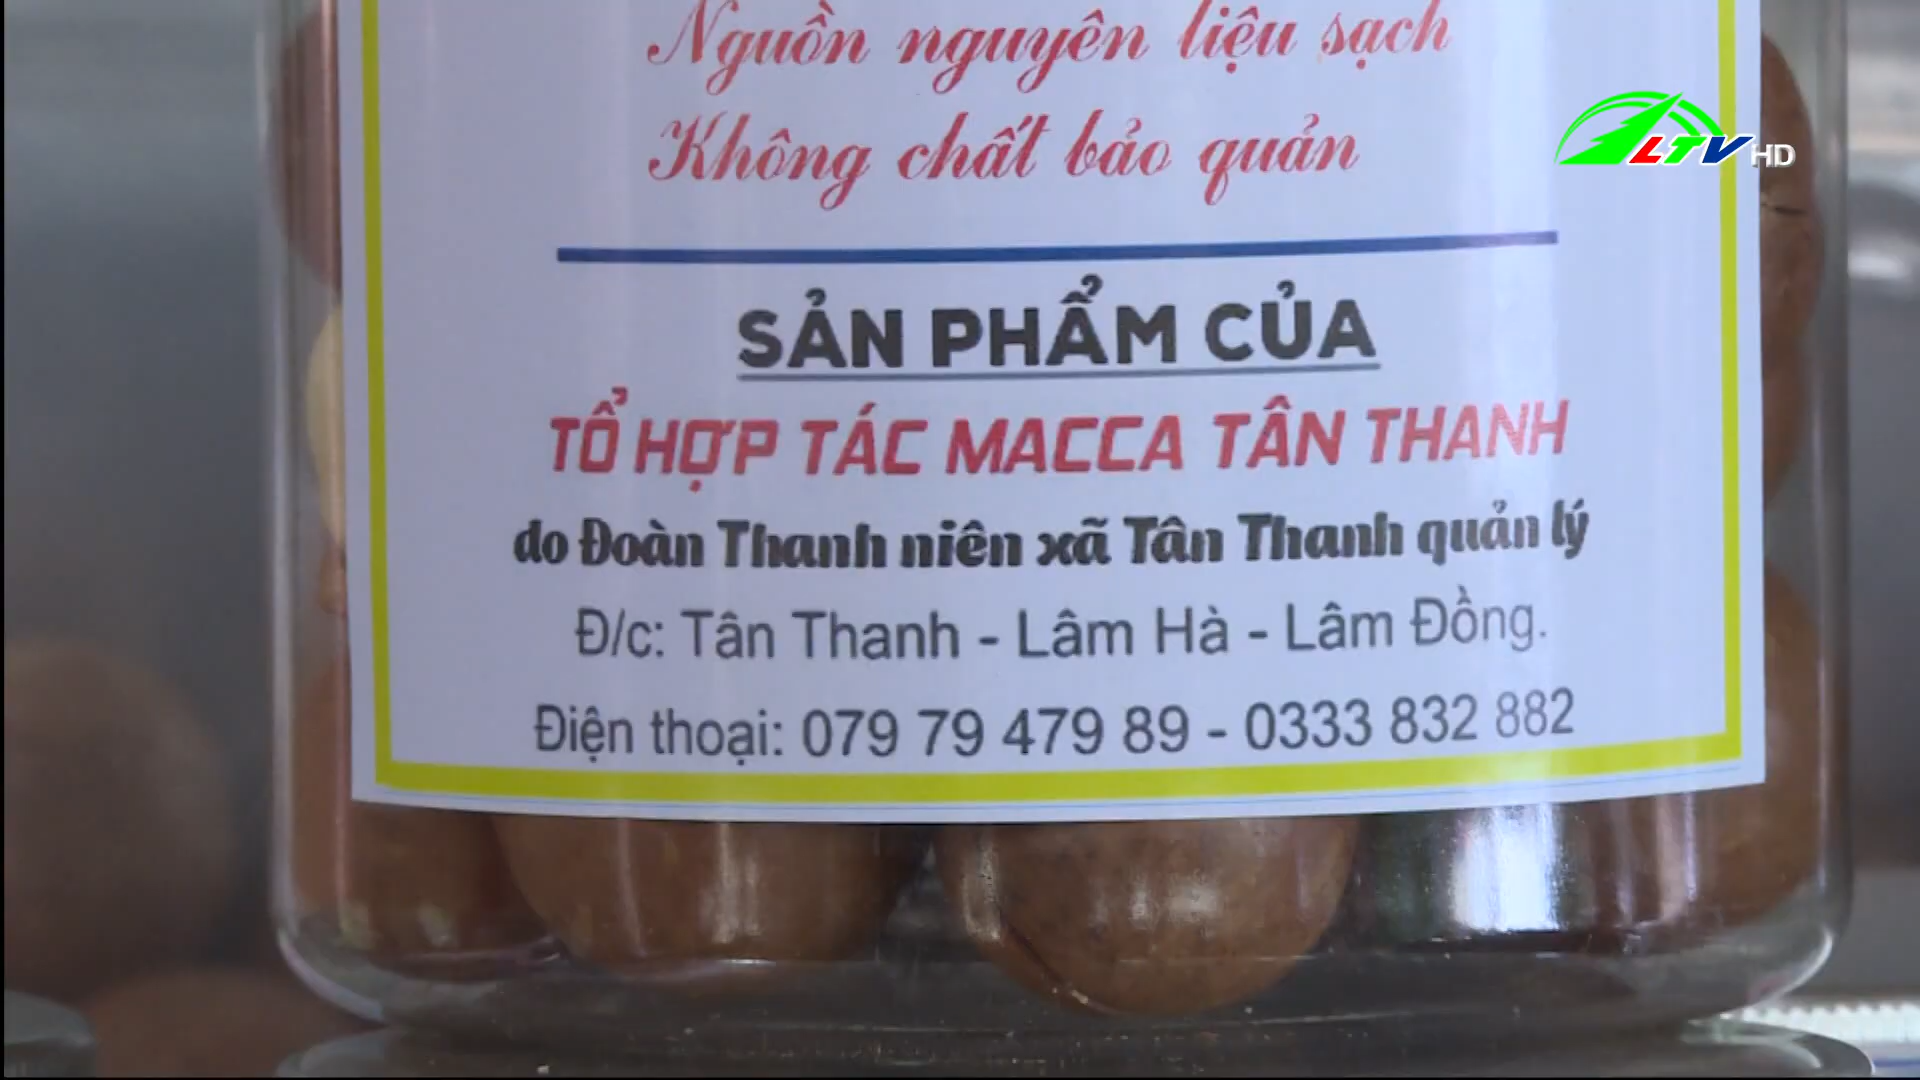 Nguồn nguyên liệu sạch
Không chất bảo quản
LTV HD
SẢN PHẨM CỦA
TỔ HỢP TÁC MACCA TÂN THANH
do Đoàn Thanh niên xã Tân Thanh quản lý
Đ/c: Tân Thanh - Lâm Hà - Lâm Đồng.
Điện thoại: 079 79 479 89 - 0333 832 882